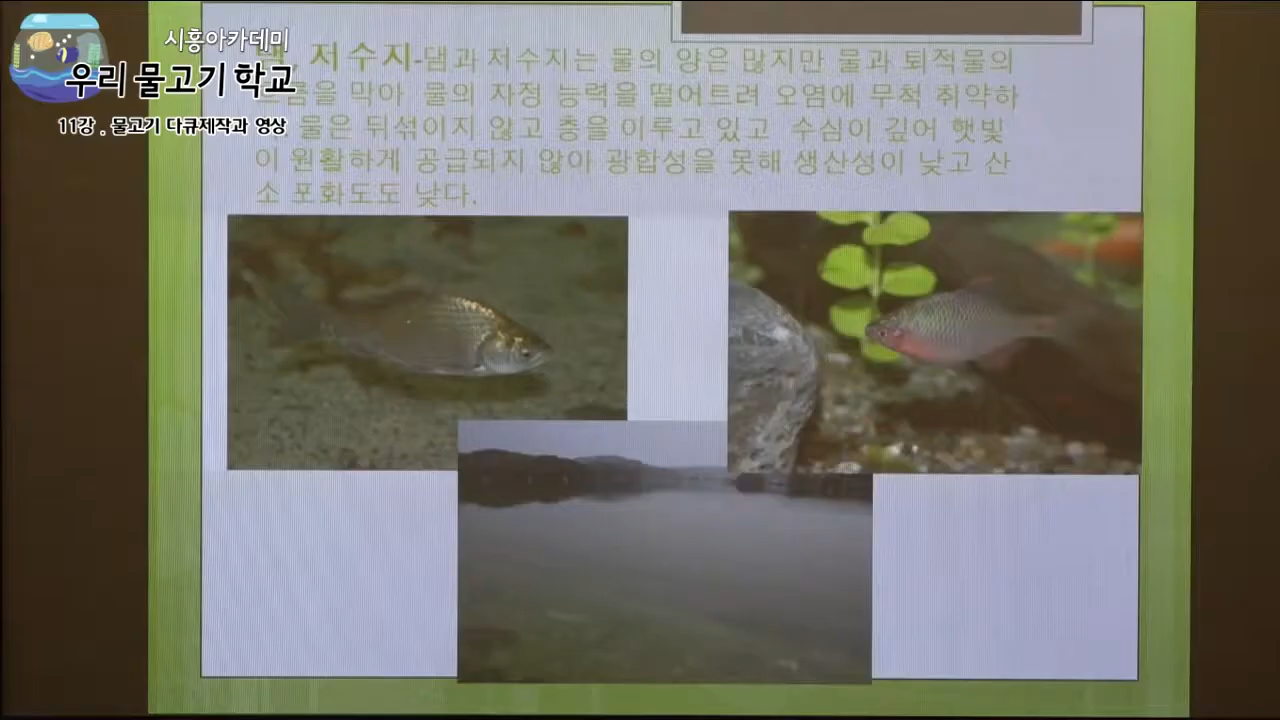 시흥아카데미
우리 물고기 학교
11강 . 물고기 다큐제작과 영상
저수지-댐과 저수지는 물의 양은 많지만 물과 퇴적물의
막아 물의 자정 능력을 떨어트려 오염에 무척 취약하
물은 뒤섞이지 않고 층을 이루고 있고 수심이 깊어 햇빛
이 원활하게 공급되지 않아 광합성을 못해 생산성이 낮고 산
소 포화도도 낮다.